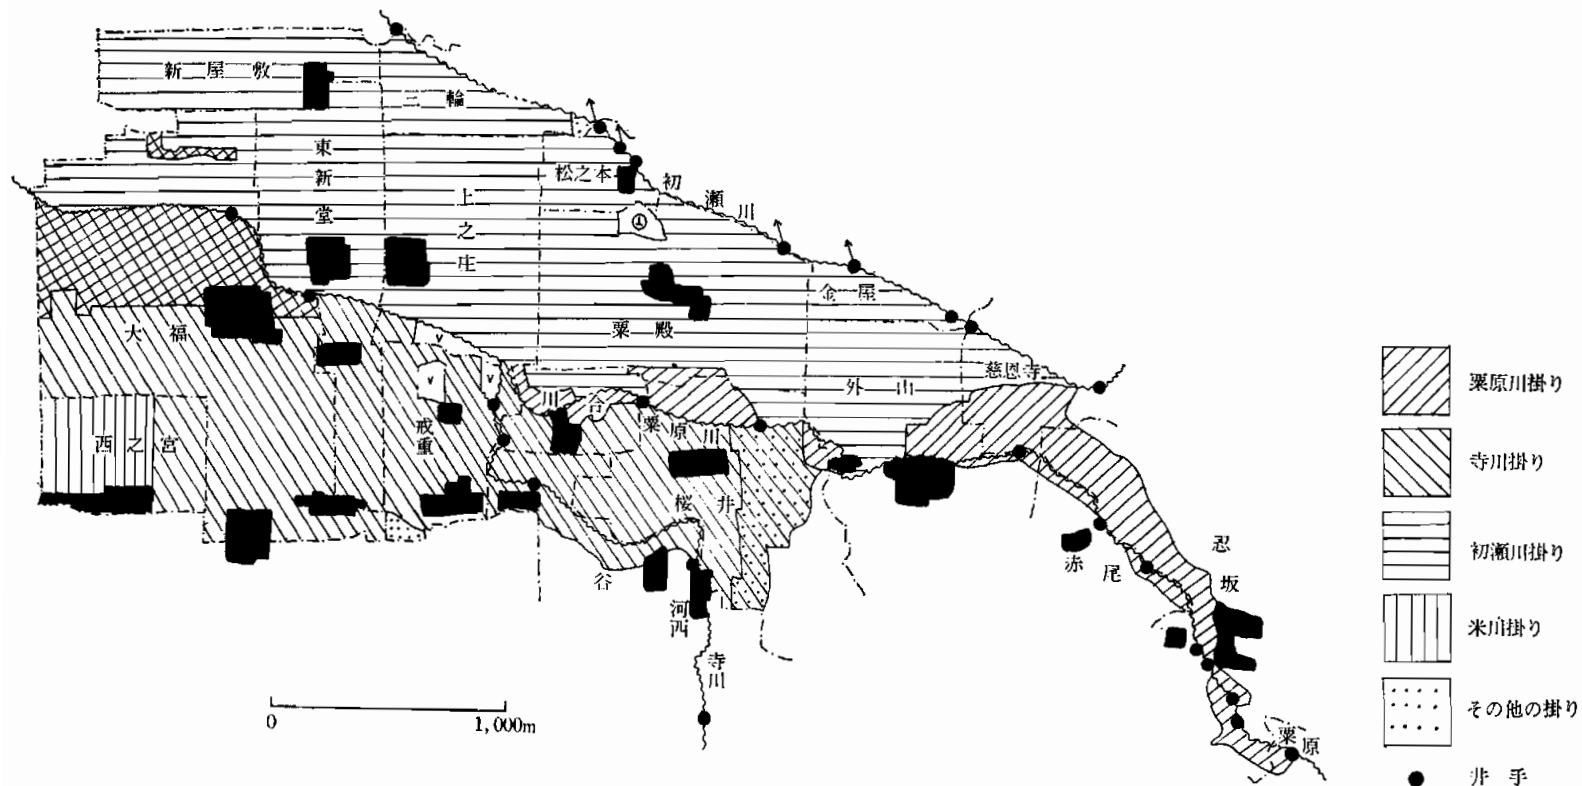 新屋敷
三輪
東新堂
上之庄
松之本
初瀬川
金屋
粟殿
慈恩寺
外山
大福
西之宮
戒重
川合
粟原川
桜井
谷
河西
寺川
赤尾
忍坂
粟原
0
1,000m
粟原川掛り
寺川掛り
初瀬川掛り
米川掛り
その他の掛り
井手